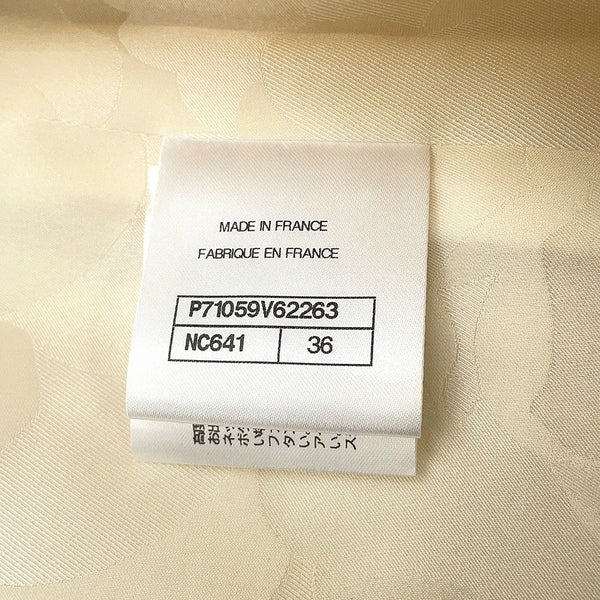 MADE IN FRANCE
FABRIQUE EN FRANCE
P71059V62263
NC641 36